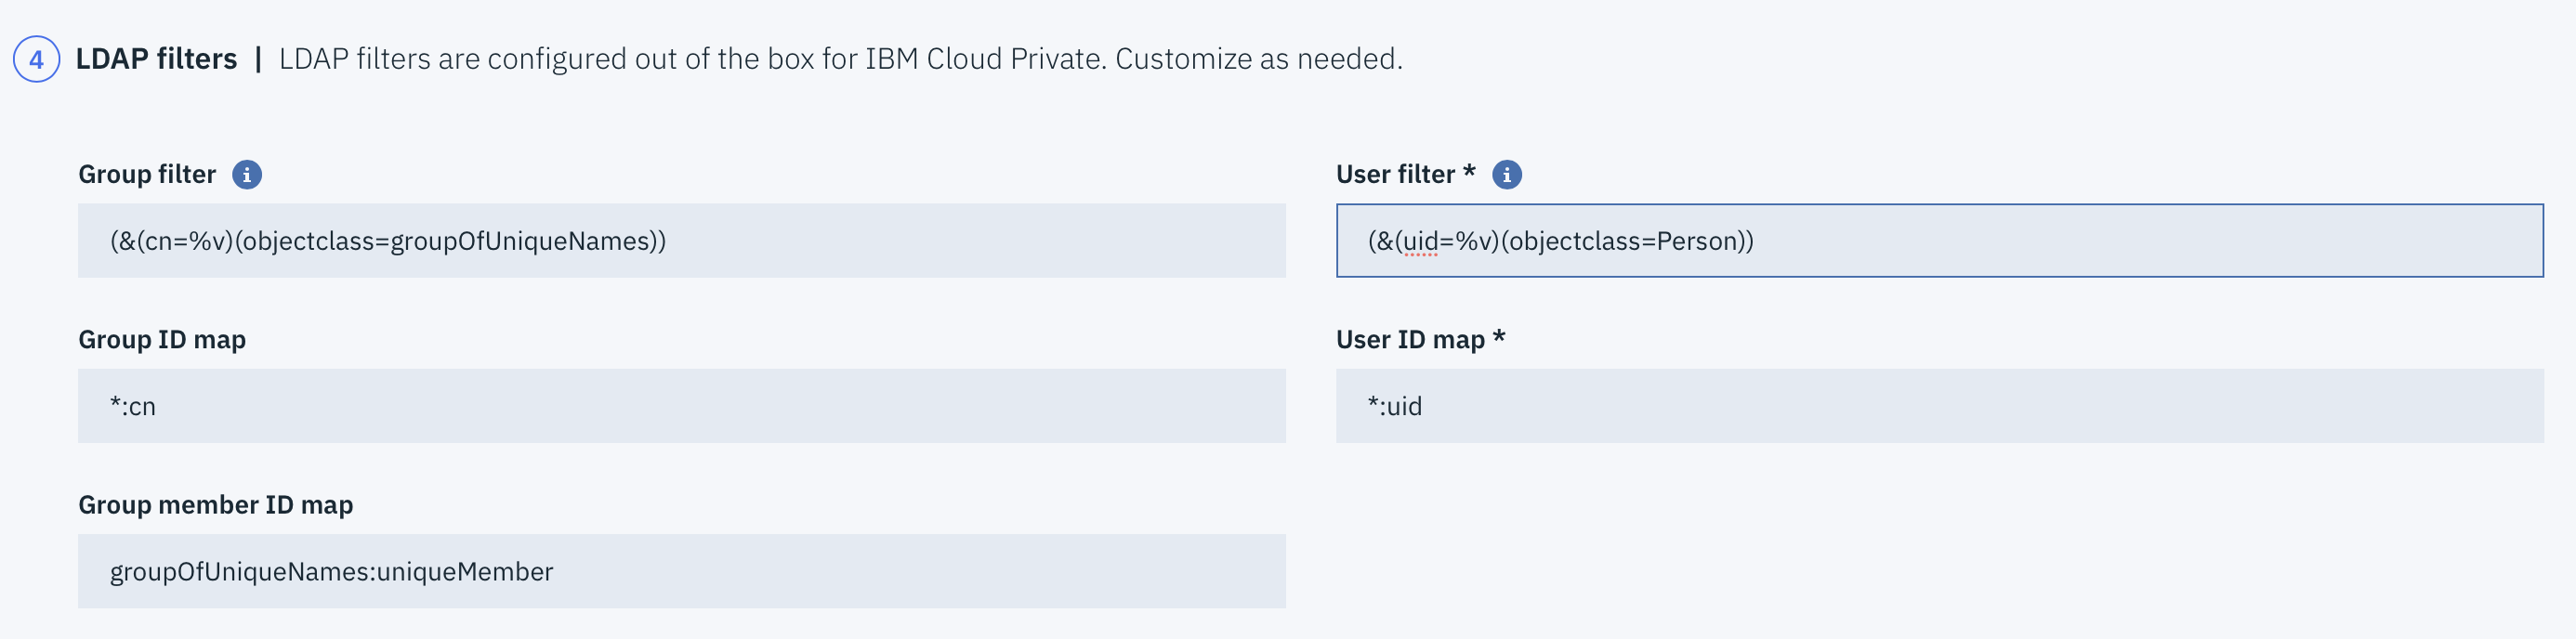 4 LDAP filters | LDAP filters are configured out of the box for IBM Cloud Private. Customize as needed.
Group filter i
(&(cn=%v)(objectclass=groupOfUniqueNames))
User filter * i
(&(uid=%v)(objectclass=Person))
Group ID map
*:cn
User ID map *
*:uid
Group member ID map
groupOfUniqueNames:uniqueMember